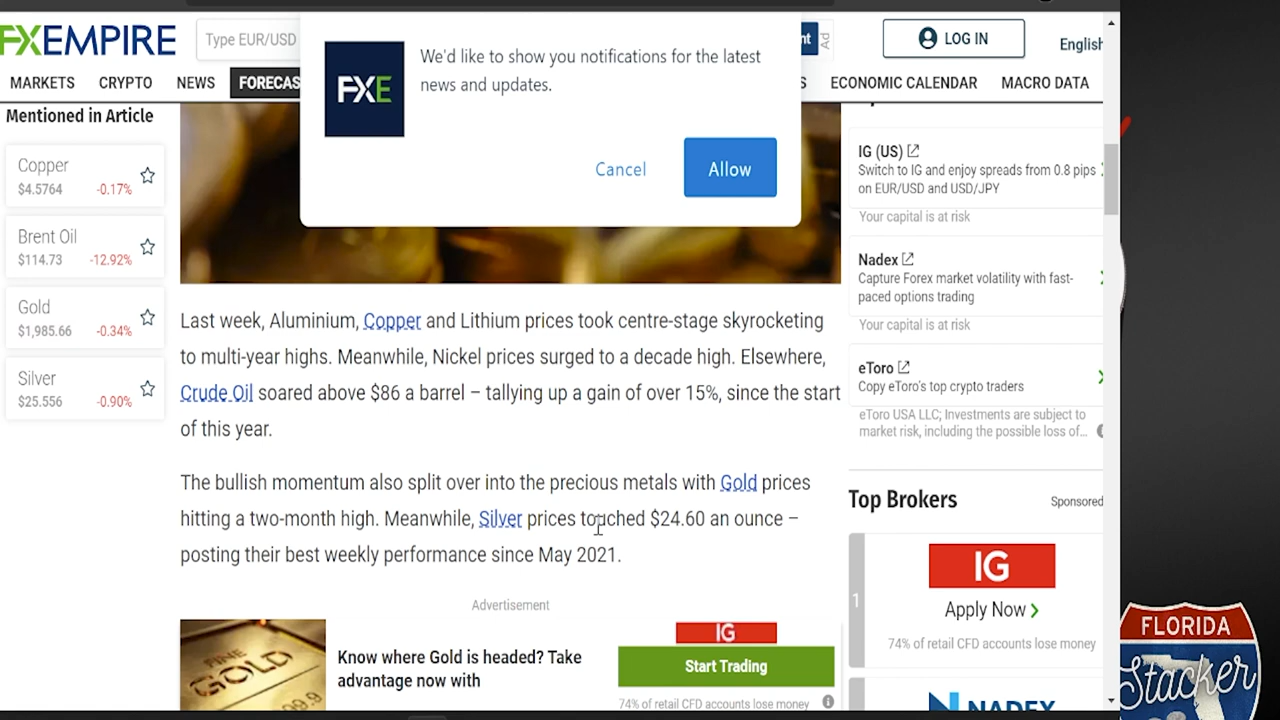 FXEMPIRE
Type EUR/USD
nt
Ad
LOG IN
English
MARKETS CRYPTO NEWS FORECAS S ECONOMIC CALENDAR MACRO DATA
We'd like to show you notifications for the latest
news and updates.
FXE
Cancel
Allow
Mentioned in Article
Copper
$4.5764 -0.17%
Brent Oil
$114.73 -12.92%
Gold
$1,985.66 -0.34%
Silver
$25.556 -0.90%
Last week, Aluminium, Copper and Lithium prices took centre-stage skyrocketing
to multi-year highs. Meanwhile, Nickel prices surged to a decade high. Elsewhere,
Crude Oil soared above $86 a barrel – tallying up a gain of over 15%, since the start
of this year.
The bullish momentum also split over into the precious metals with Gold prices
hitting a two-month high. Meanwhile, Silver prices touched $24.60 an ounce –
posting their best weekly performance since May 2021.
Advertisement
FINE
GOLD
99.9
Know where Gold is headed? Take
advantage now with
IG
Start Trading
74% of retail CFD accounts lose money
IG (US)
Switch to IG and enjoy spreads from 0.8 pips
on EUR/USD and USD/JPY
Your capital is at risk
Nadex
Capture Forex market volatility with fast-
paced options trading
Your capital is at risk
eToro
Copy eToro's top crypto traders
eToro USA LLC; Investments are subject to
market risk, including the possible loss of...
Top Brokers
Sponsored
1
IG
Apply Now
74% of retail CFD accounts lose money
NADEX
FLORIDA
Stacker